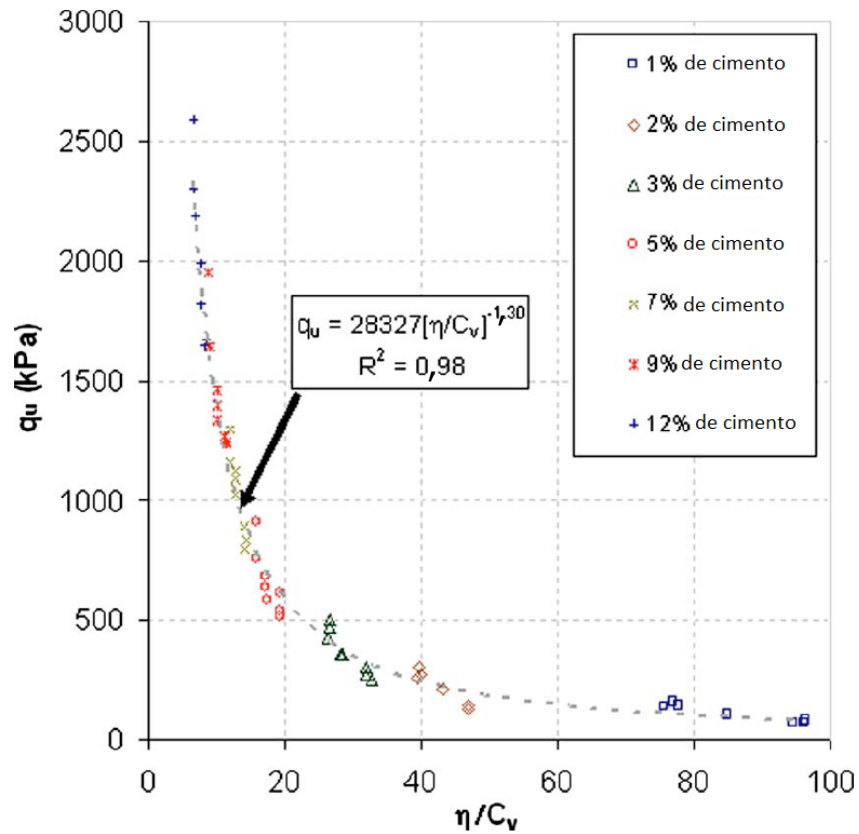 3000
2500
2000
1500
1000
500
0
qu (kPa)
0
20
40
60
80
100
η/Cv
qu = 28327[η/Cv]-1,30
R2 = 0,98
1% de cimento
2% de cimento
3% de cimento
5% de cimento
7% de cimento
9% de cimento
12% de cimento